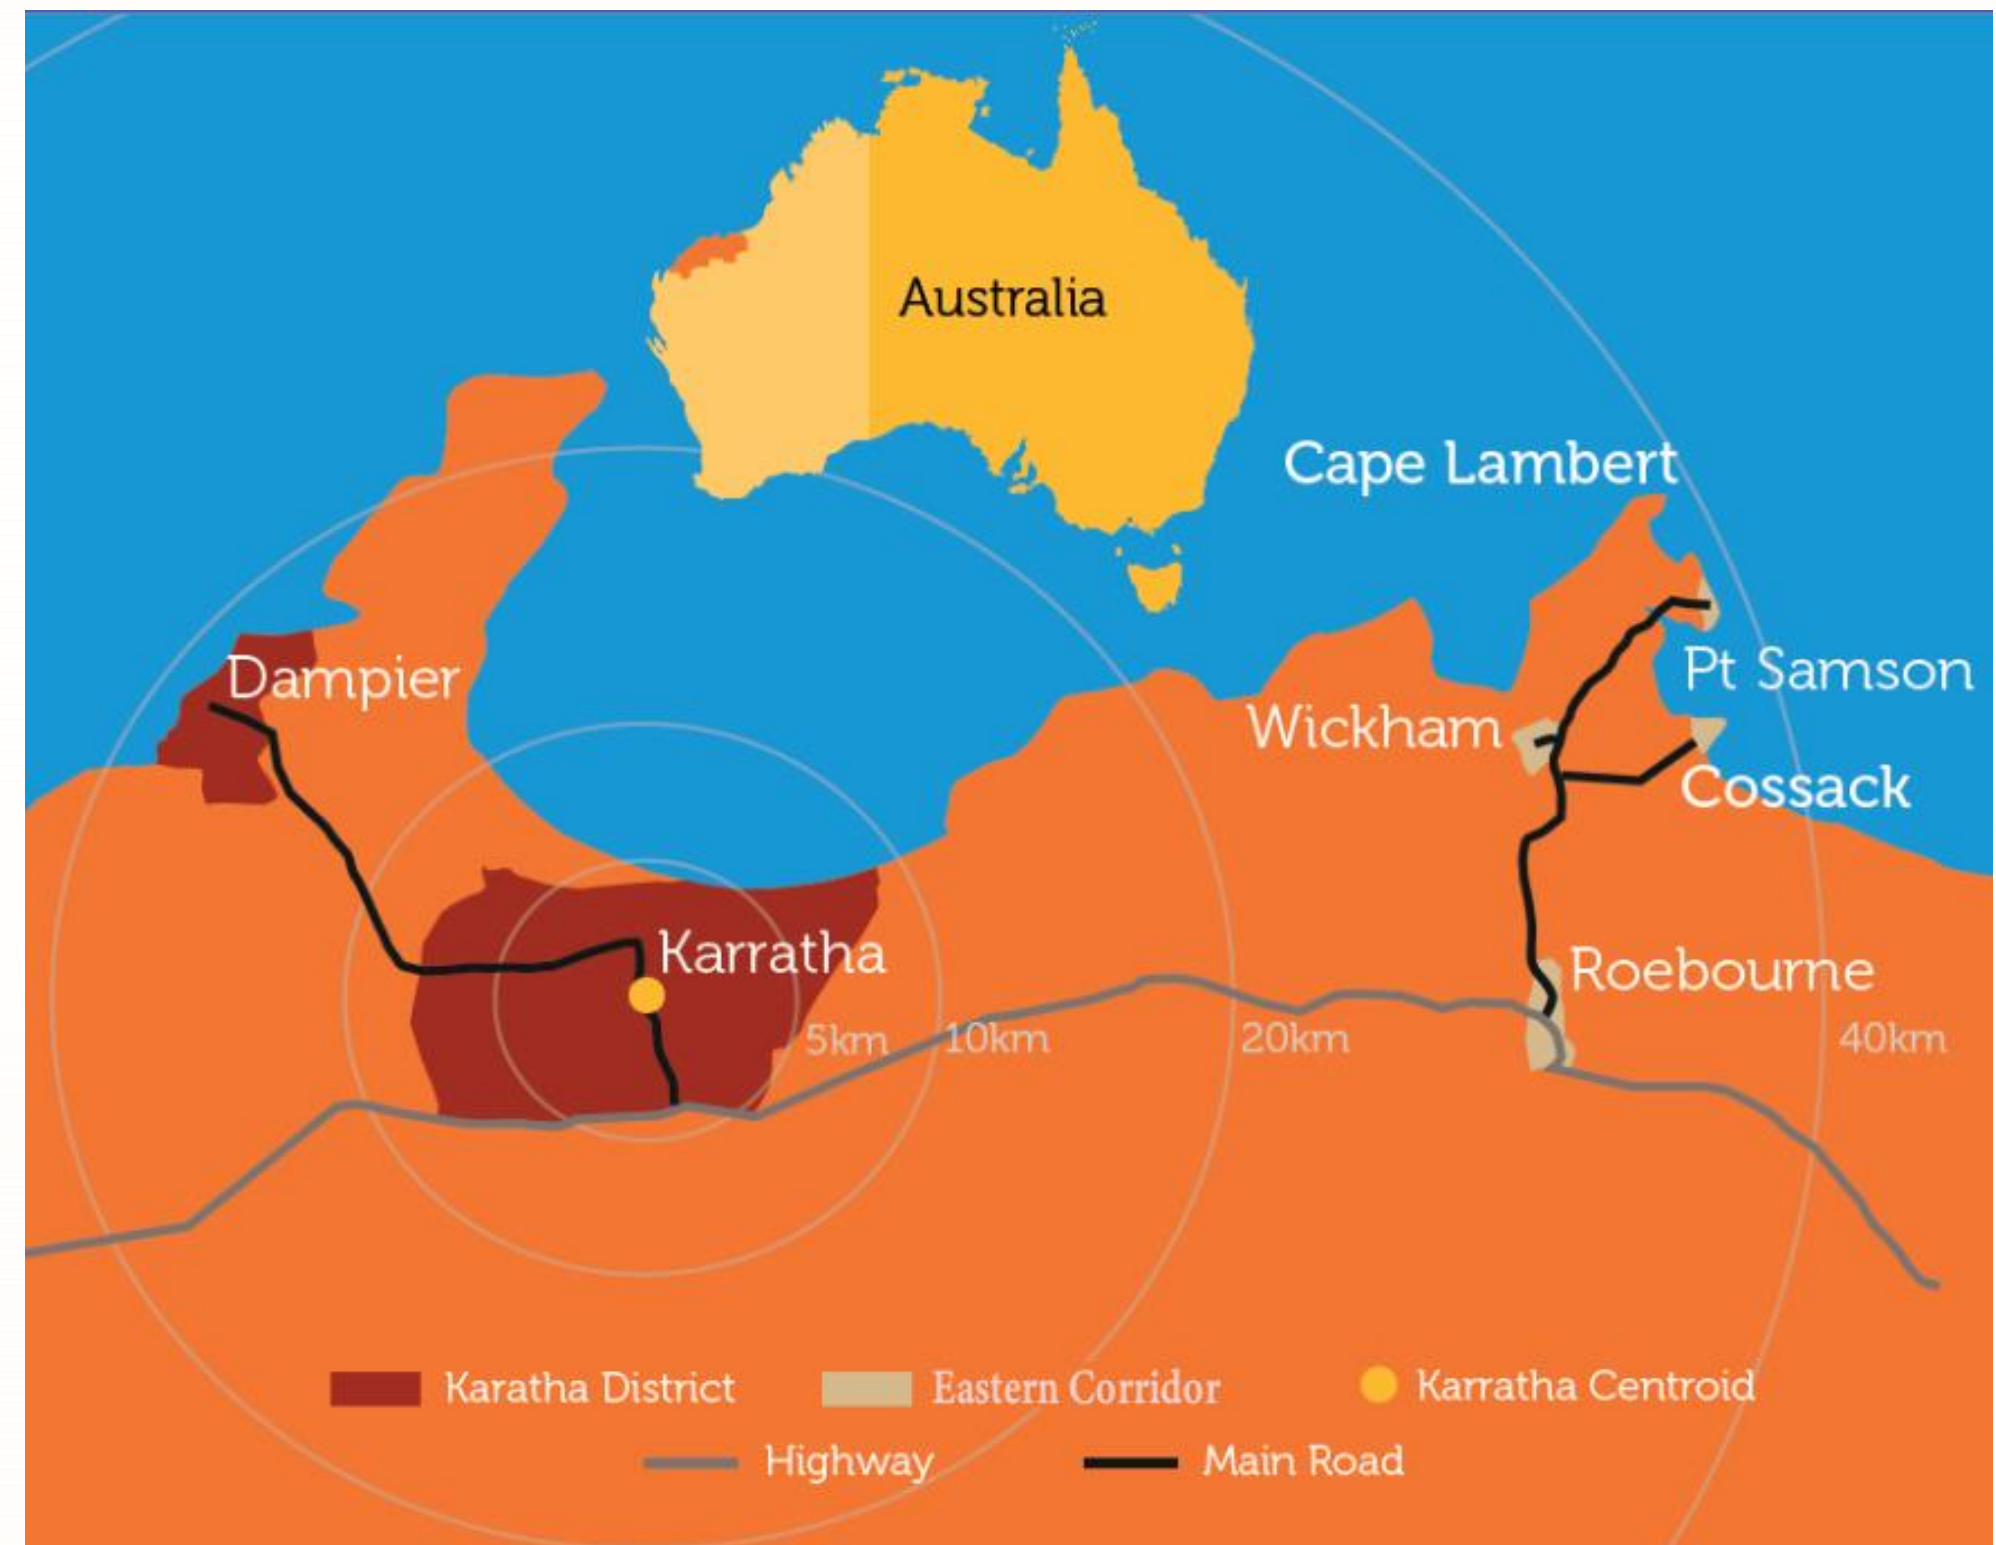 Australia
Cape Lambert
Dampier
Pt Samson
Wickham
Cossack
Karratha
Roebourne
5km
10km
20km
40km
Karatha District
Eastern Corridor
Karratha Centroid
Highway
Main Road